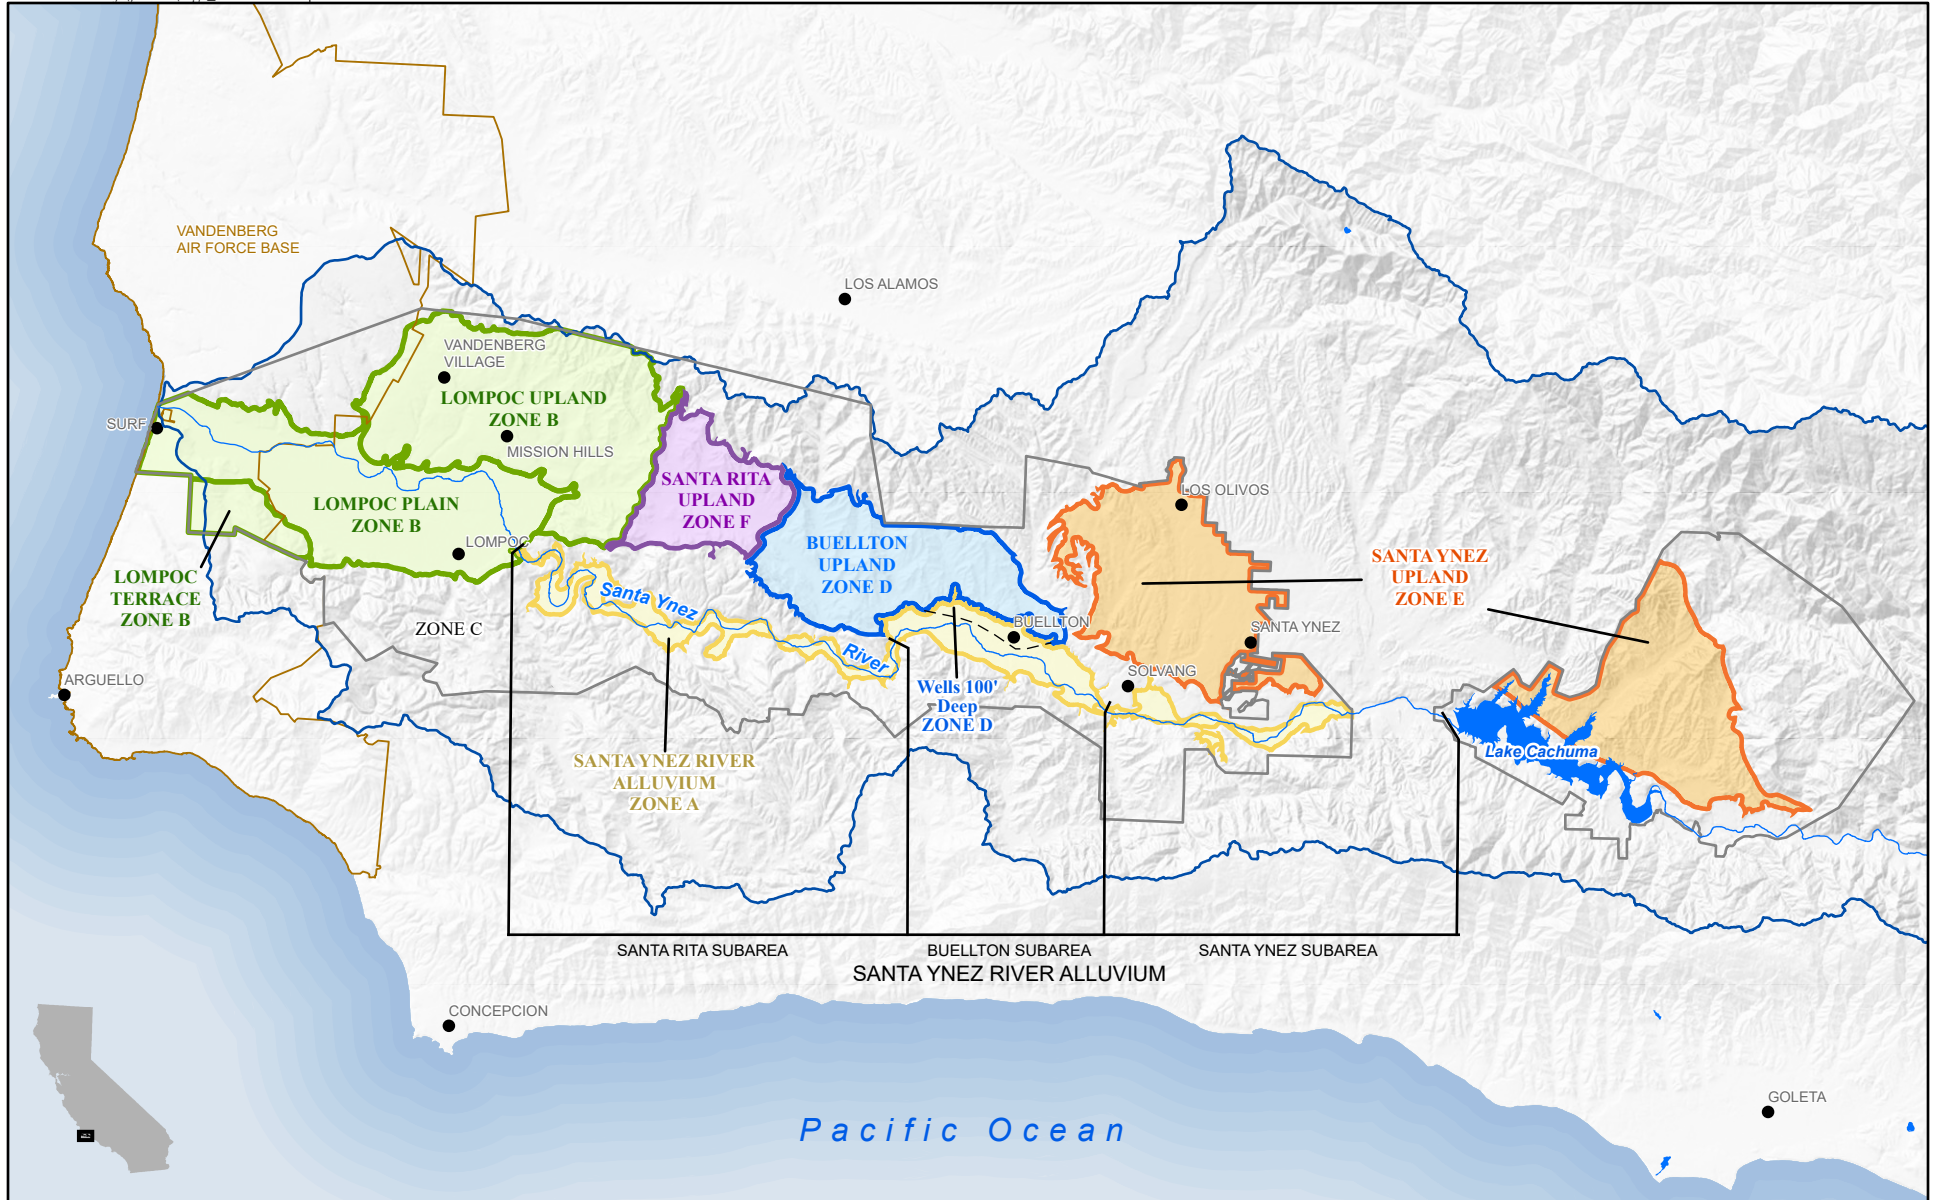 VANDENBERG
AIR FORCE BASE
LOS ALAMOS
VANDENBERG
VILLAGE
LOMPOC UPLAND
ZONE B
SURF
MISSION HILLS
LOMPOC PLAIN
ZONE B
SANTA RITA
UPLAND
ZONE F
LOS OLIVOS
LOMPOC
BUELLTON
UPLAND
ZONE D
SANTA YNEZ
UPLAND
ZONE E
LOMPOC
TERRACE
ZONE B
Santa Ynez
River
ZONE C
BUELLTON
SANTA YNEZ
ARGUELLO
SOLVANG
Wells 100'
Deep
ZONE D
Lake Cachuma
SANTA YNEZ RIVER
ALLUVIUM
ZONE A
SANTA RITA SUBAREA
BUELLTON SUBAREA
SANTA YNEZ SUBAREA
SANTA YNEZ RIVER ALLUVIUM
CONCEPCION
GOLETA
Pacific Ocean